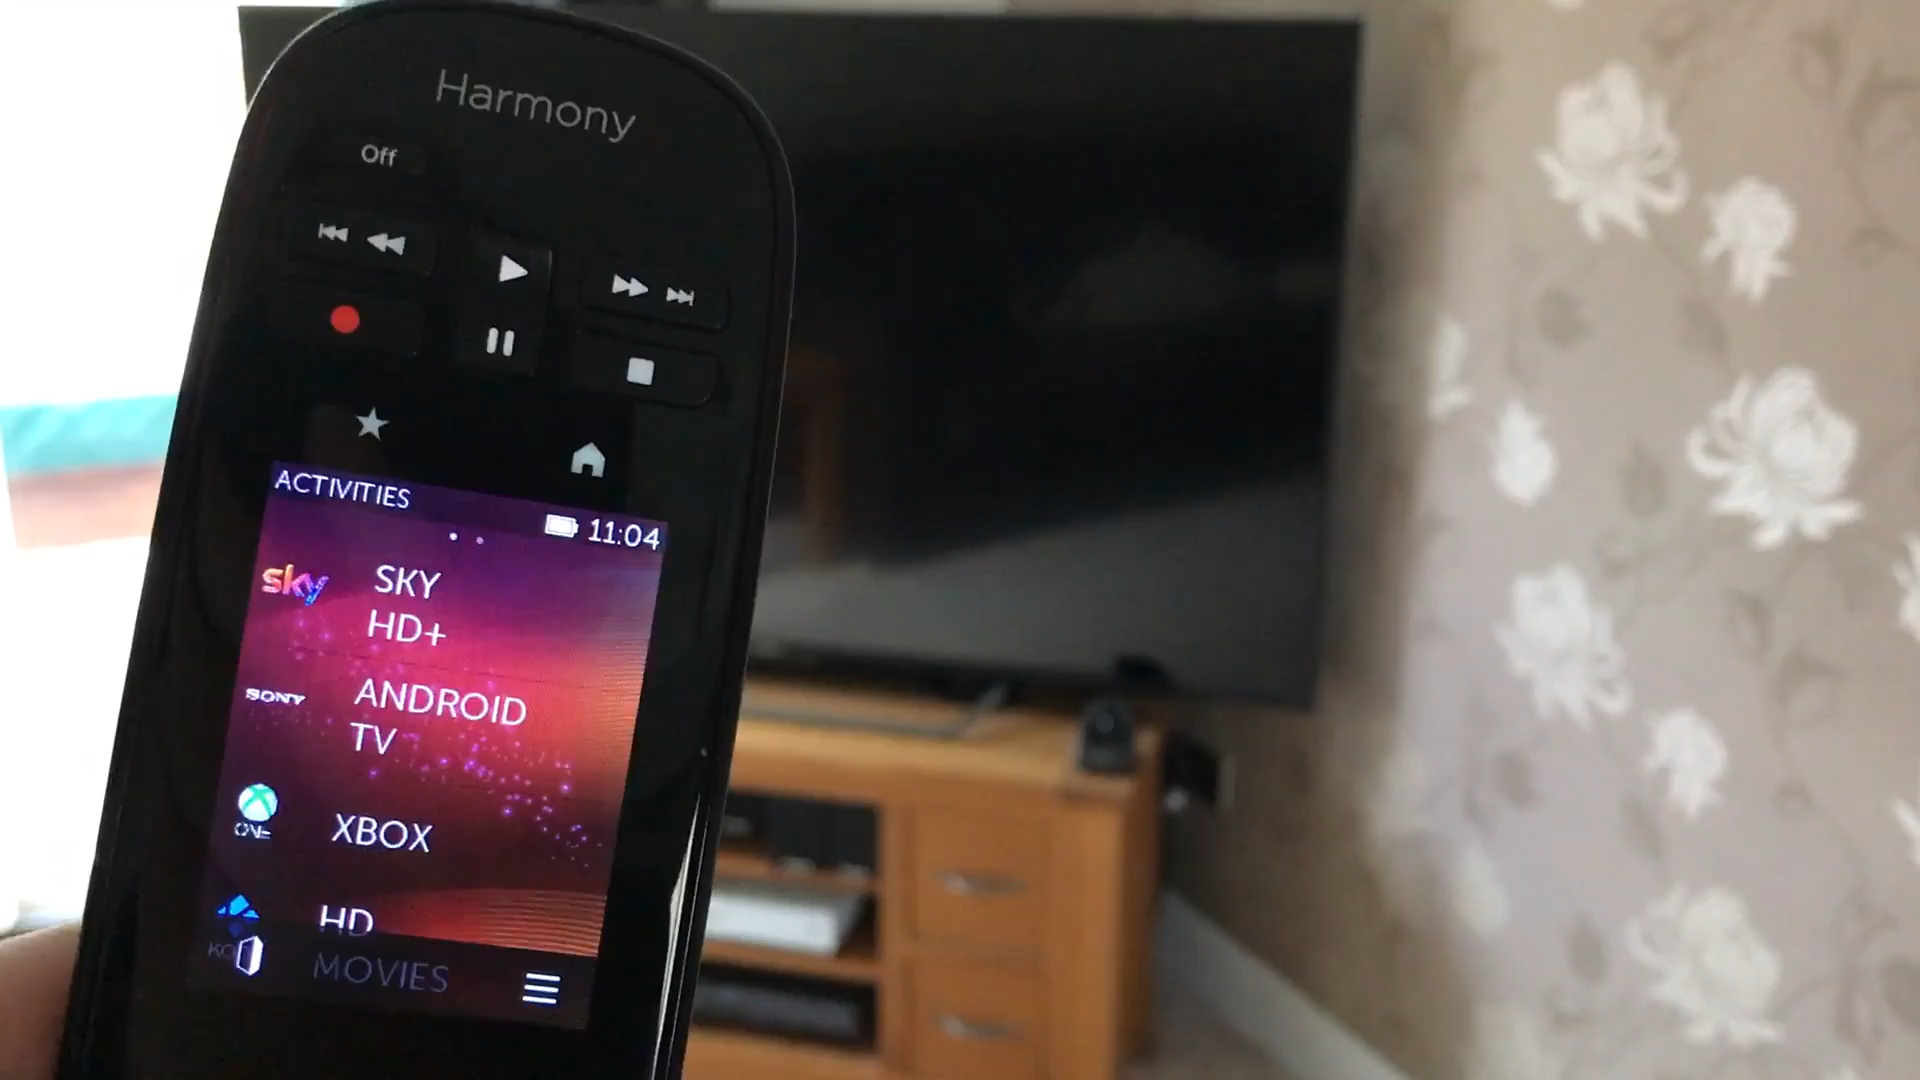 Harmony
Off
ACTIVITIES
11:04
sky
SKY
HD+
SONY
ANDROID
TV
ONE
XBOX
HD
MOVIES